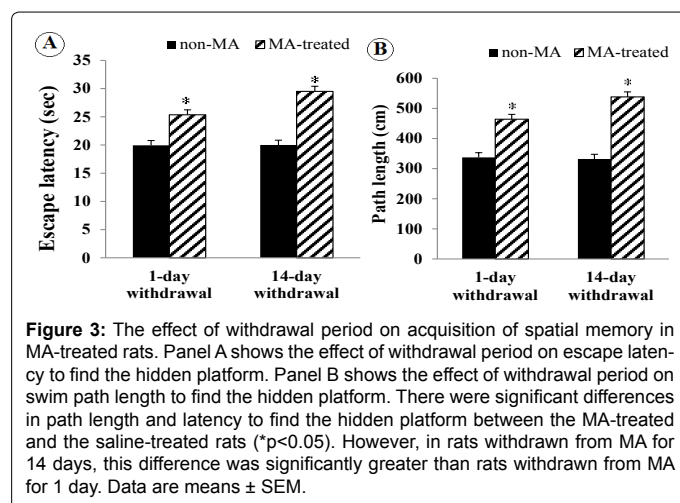 A
non-MA
MA-treated
Escape latency (sec)
35
30
25
20
15
10
5
0
*
*
1-day
withdrawal
14-day
withdrawal
B
non-MA
MA-treated
Path length (cm)
600
500
400
300
200
100
0
*
*
1-day
withdrawal
14-day
withdrawal
Figure 3: The effect of withdrawal period on acquisition of spatial memory in
MA-treated rats. Panel A shows the effect of withdrawal period on escape laten-
cy to find the hidden platform. Panel B shows the effect of withdrawal period on
swim path length to find the hidden platform. There were significant differences
in path length and latency to find the hidden platform between the MA-treated
and the saline-treated rats (*p<0.05). However, in rats withdrawn from MA for
14 days, this difference was significantly greater than rats withdrawn from MA
for 1 day. Data are means ± SEM.